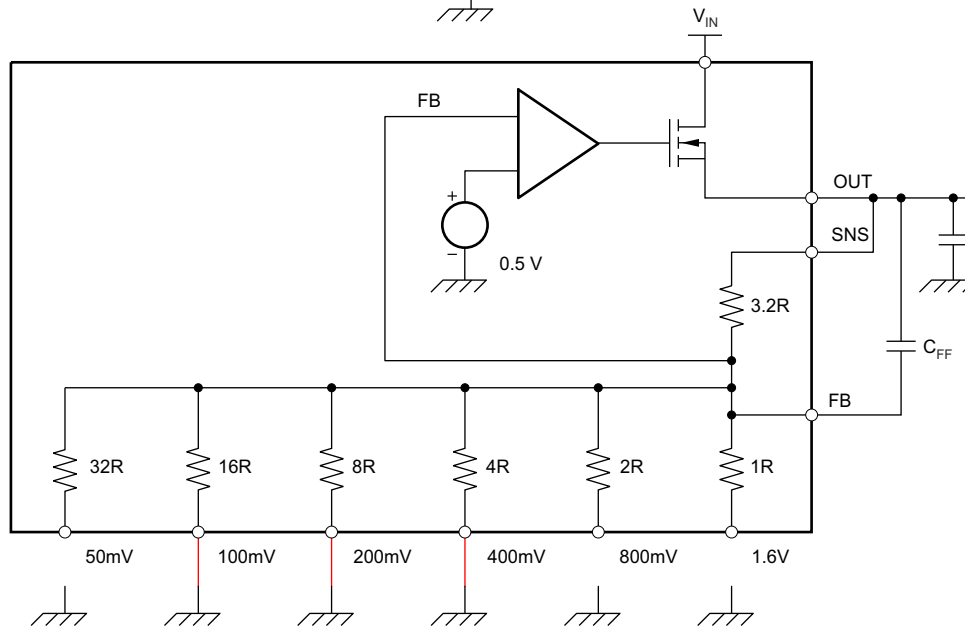 V_IN
FB
OUT
SNS
+
−
0.5 V
3.2R
C_FF
FB
32R
16R
8R
4R
2R
1R
50mV
100mV
200mV
400mV
800mV
1.6V